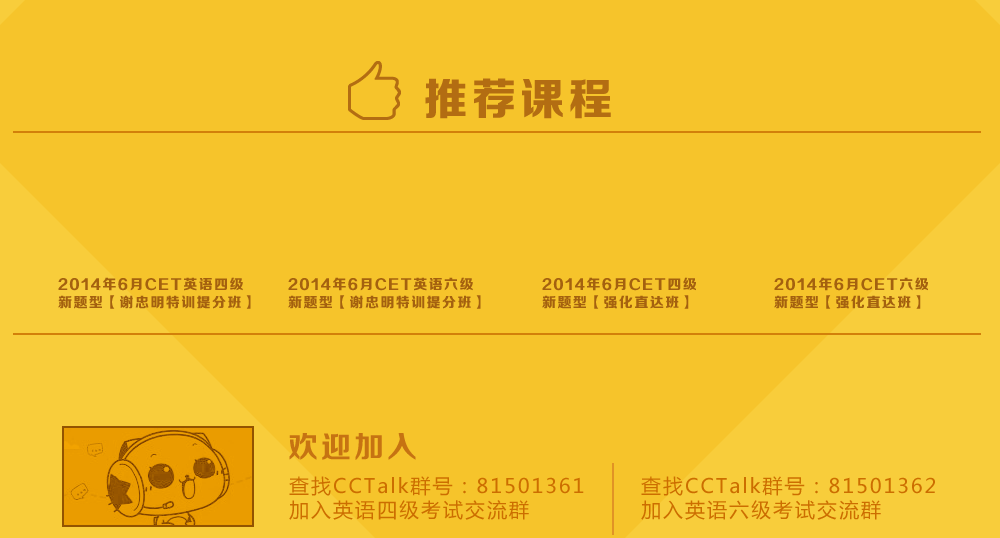 推荐课程
2014年6月CET英语四级
新题型【谢忠明特训提分班】
2014年6月CET英语六级
新题型【谢忠明特训提分班】
2014年6月CET四级
新题型【强化直达班】
2014年6月CET六级
新题型【强化直达班】
欢迎加入
查找CCTalk群号：81501361
加入英语四级考试交流群
查找CCTalk群号：81501362
加入英语六级考试交流群